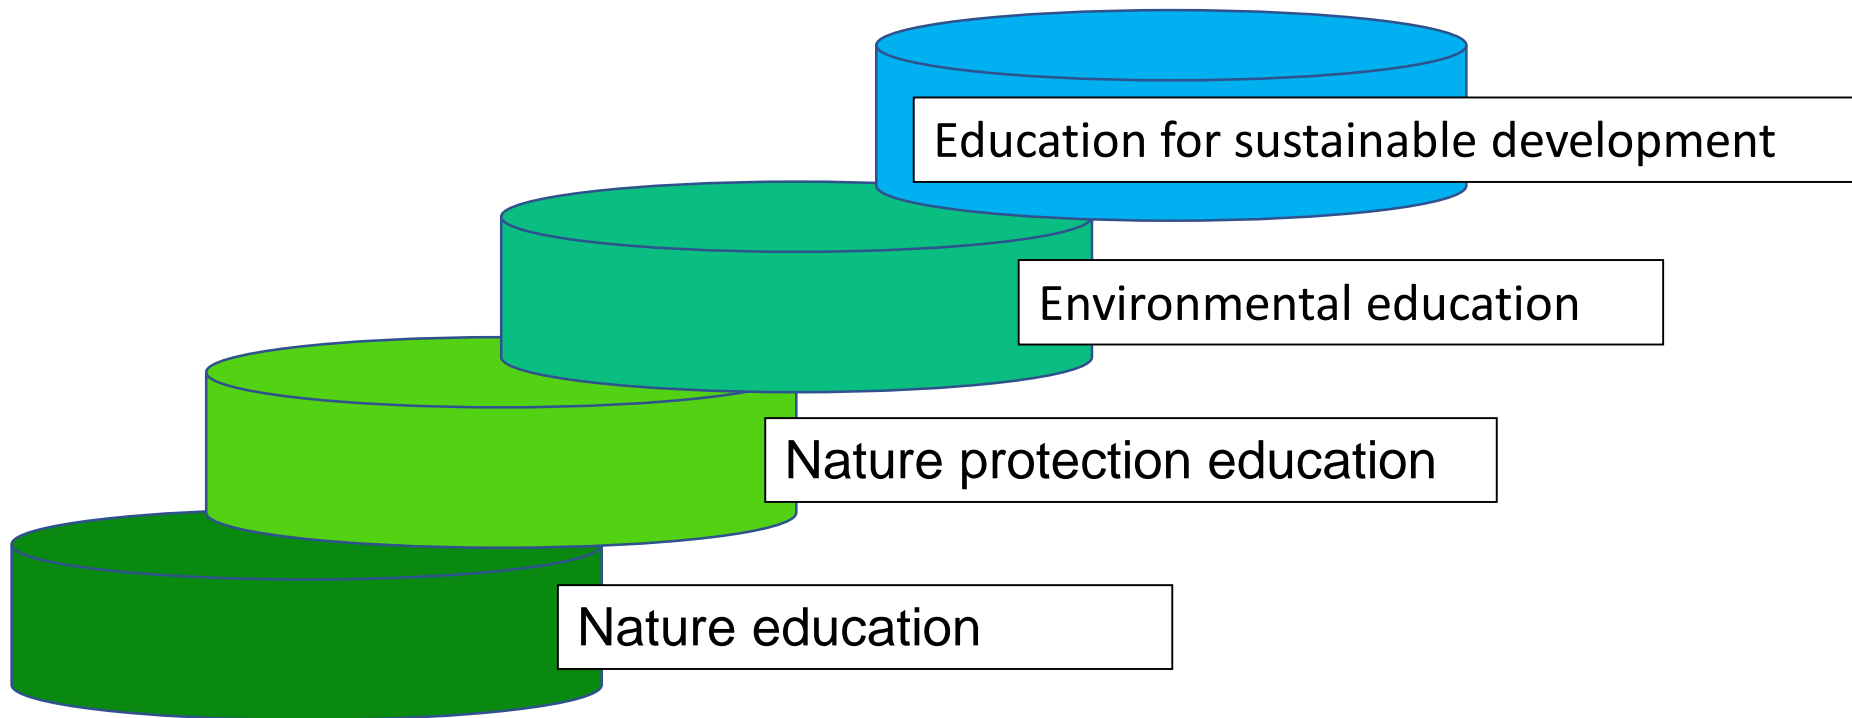 Education for sustainable development
Environmental education
Nature protection education
Nature education